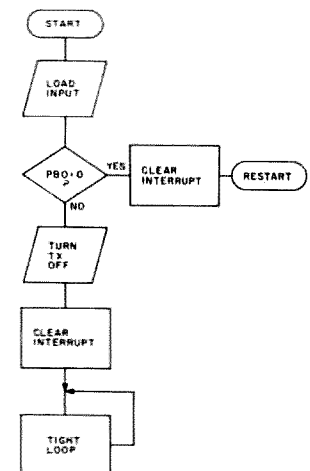 START
LOAD
INPUT
PB0=0
?
YES
CLEAR
INTERRUPT
RESTART
NO
TURN
TX
OFF
CLEAR
INTERRUPT
TIGHT
LOOP